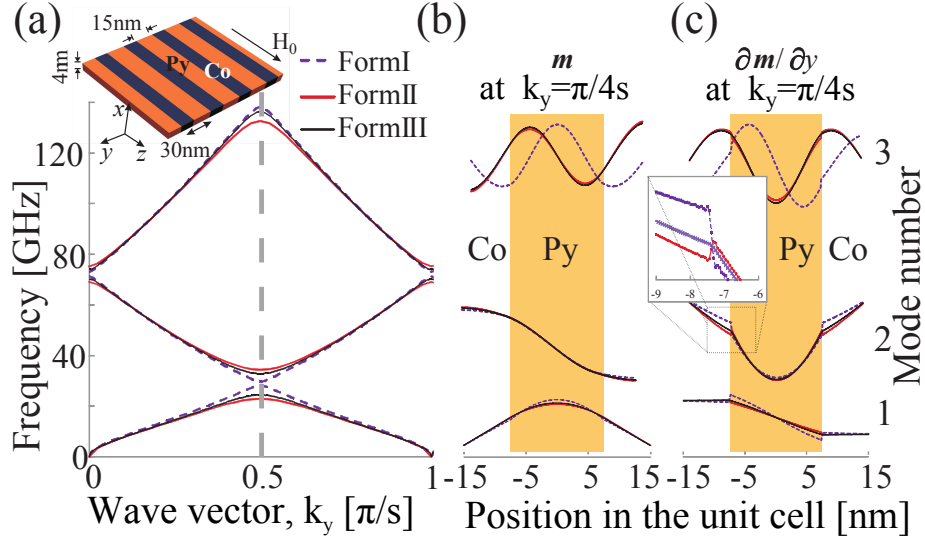 (a)
15nm
4nm
Py
Co
H0
x
y
z
30nm
FormI
FormII
FormIII
Frequency [GHz]
120
80
40
0
0
0.5
1
Wave vector, ky [π/s]
(b)
m
at ky=π/4s
Co
Py
-15
-5
5
15
(c)
∂m/ ∂y
at ky=π/4s
-9
-8
-7
-6
Py
Co
3
2
1
Mode number
-15
-5
5
15
Position in the unit cell [nm]